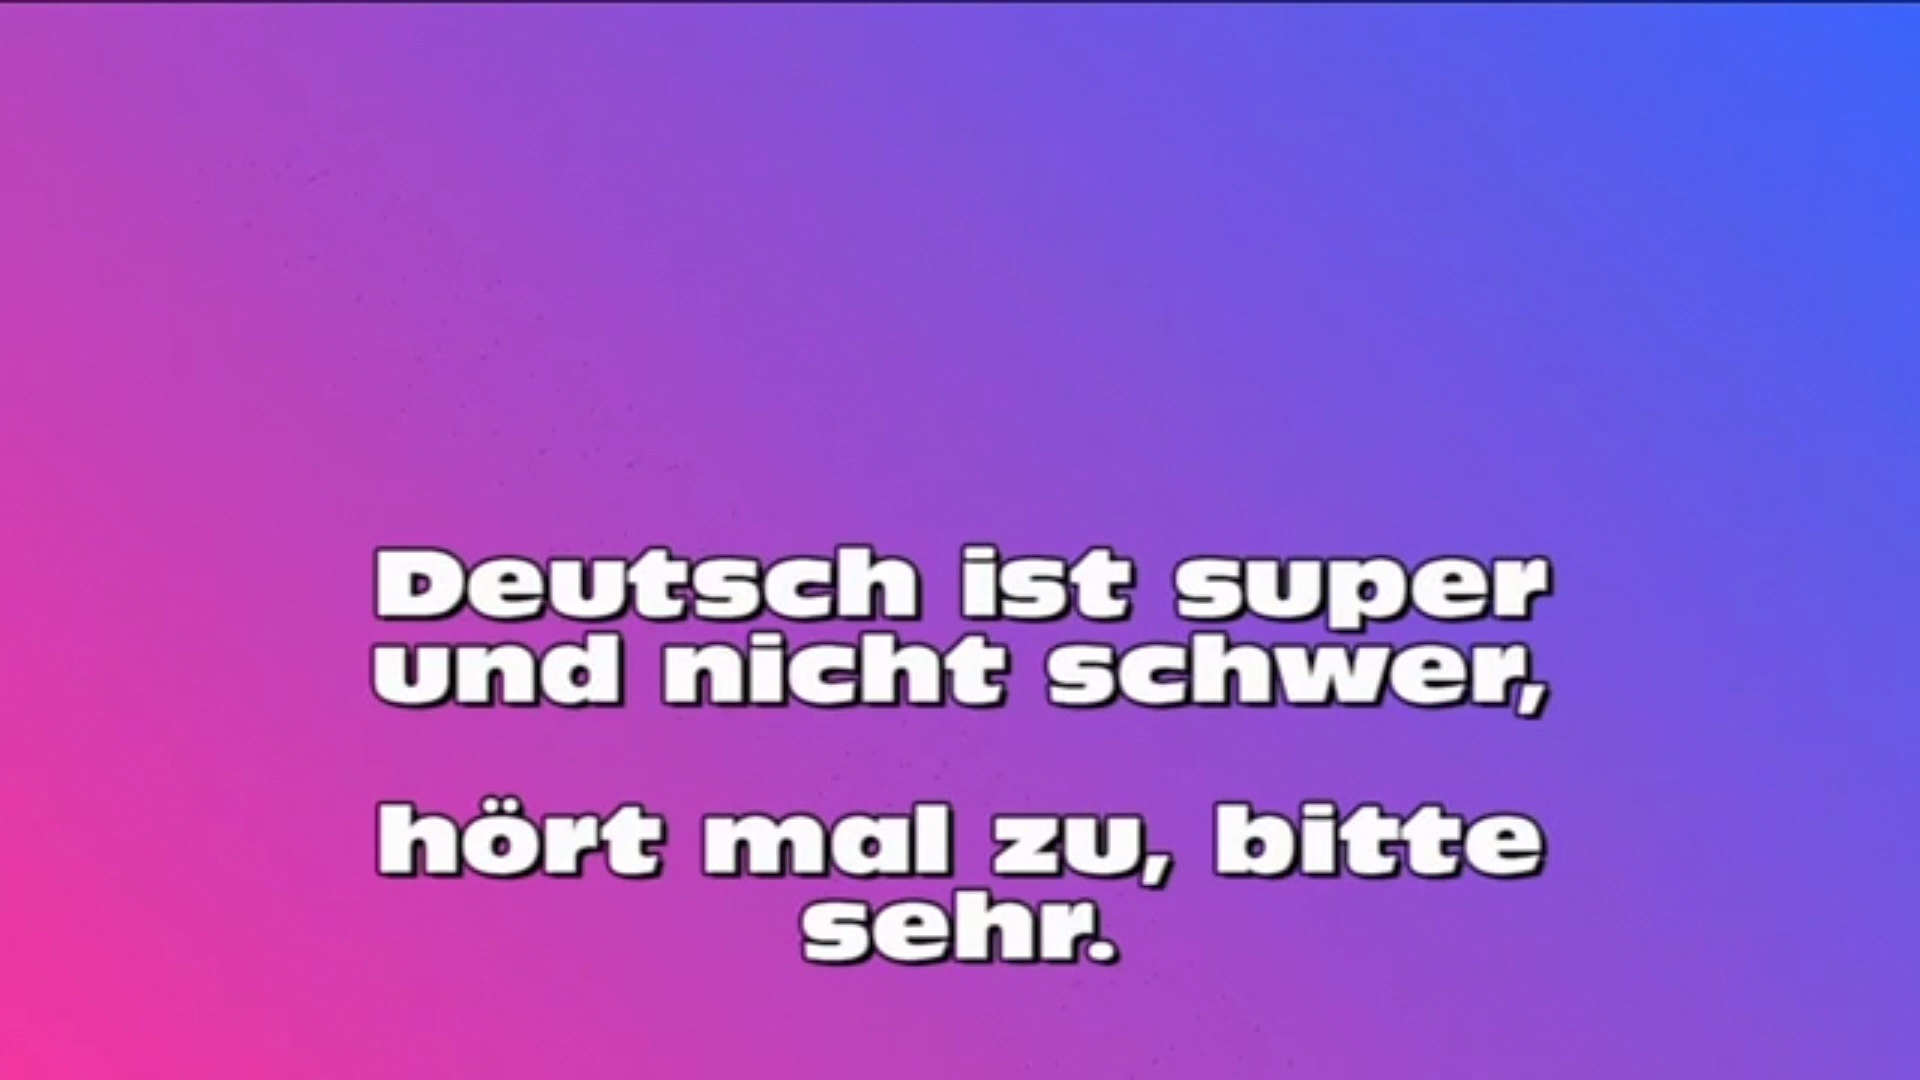 Deutsch ist super
und nicht schwer,
hört mal zu, bitte
sehr.